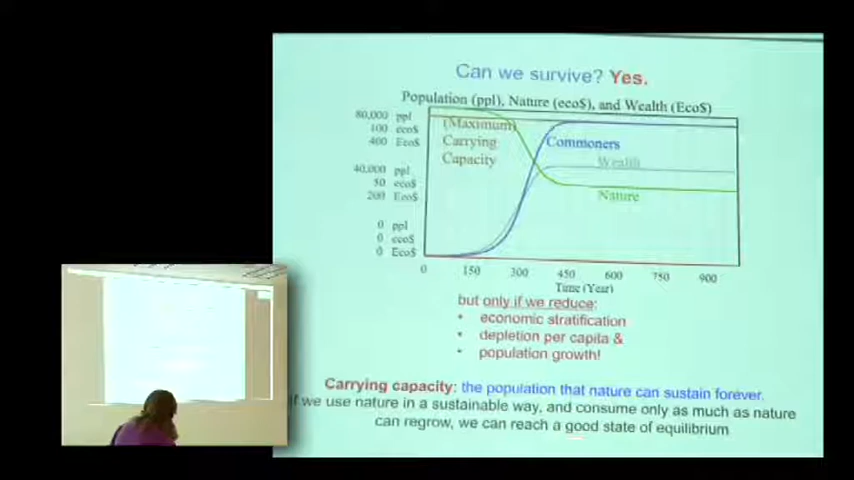 Can we survive? Yes.
Population (ppl), Nature (eco$), and Wealth (Eco$)
80,000 ppl
100 eco$
400 Eco$
40,000 ppl
50 eco$
200 Eco$
0 ppl
0 eco$
0 Eco$
(Maximum)
Carrying
Capacity
Commoners
Wealth
Nature
0 150 300 450 600 750 900
Time (Year)
but only if we reduce:
• economic stratification
• depletion per capita &
• population growth!
Carrying capacity: the population that nature can sustain forever.
If we use nature in a sustainable way, and consume only as much as nature
can regrow, we can reach a good state of equilibrium